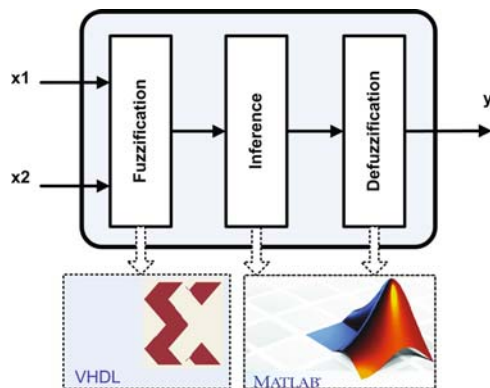 x1
x2
Fuzzification
Inference
Defuzzification
y
VHDL
MATLAB®